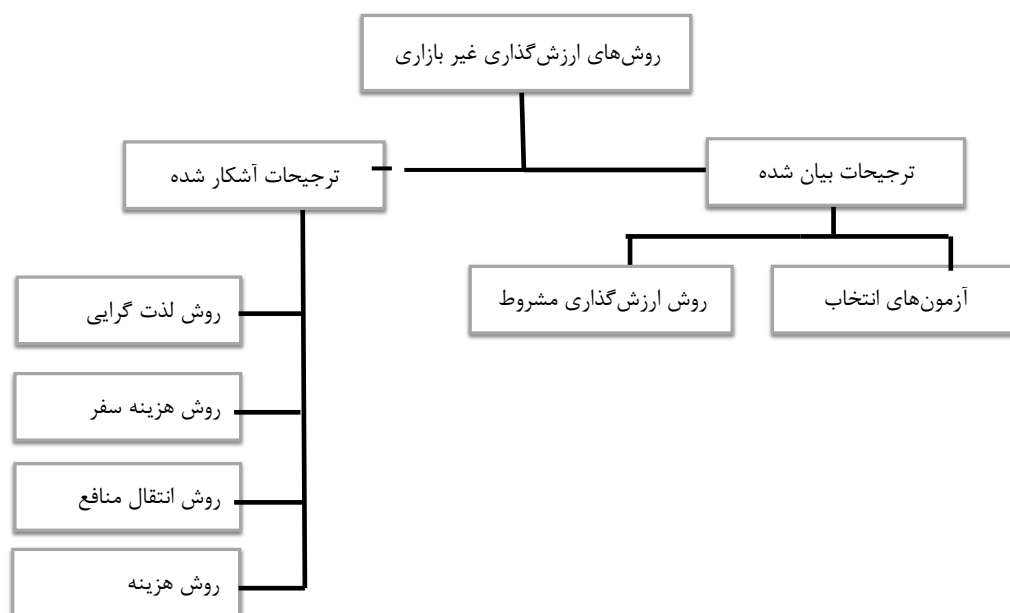 روش‌های ارزش‌گذاری غیر بازاری
ترجیحات بیان شده
ترجیحات آشکار شده
آزمون‌های انتخاب
روش ارزش‌گذاری مشروط
روش لذت گرایی
روش هزینه سفر
روش انتقال منافع
روش هزینه